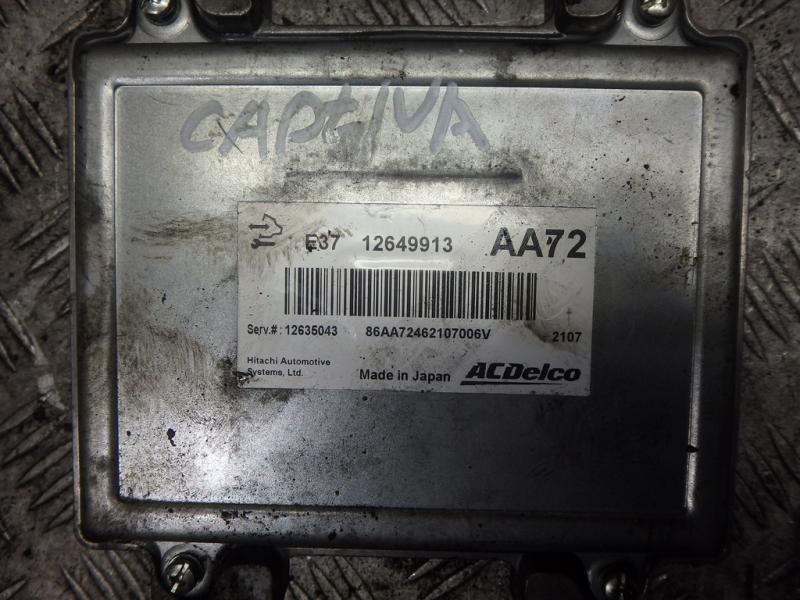 CAPtIVA
E37 12649913 AA72
Serv.#: 12635043 86AA72462107006V 2107
Hitachi Automotive
Systems, Ltd. Made in Japan ACDelco